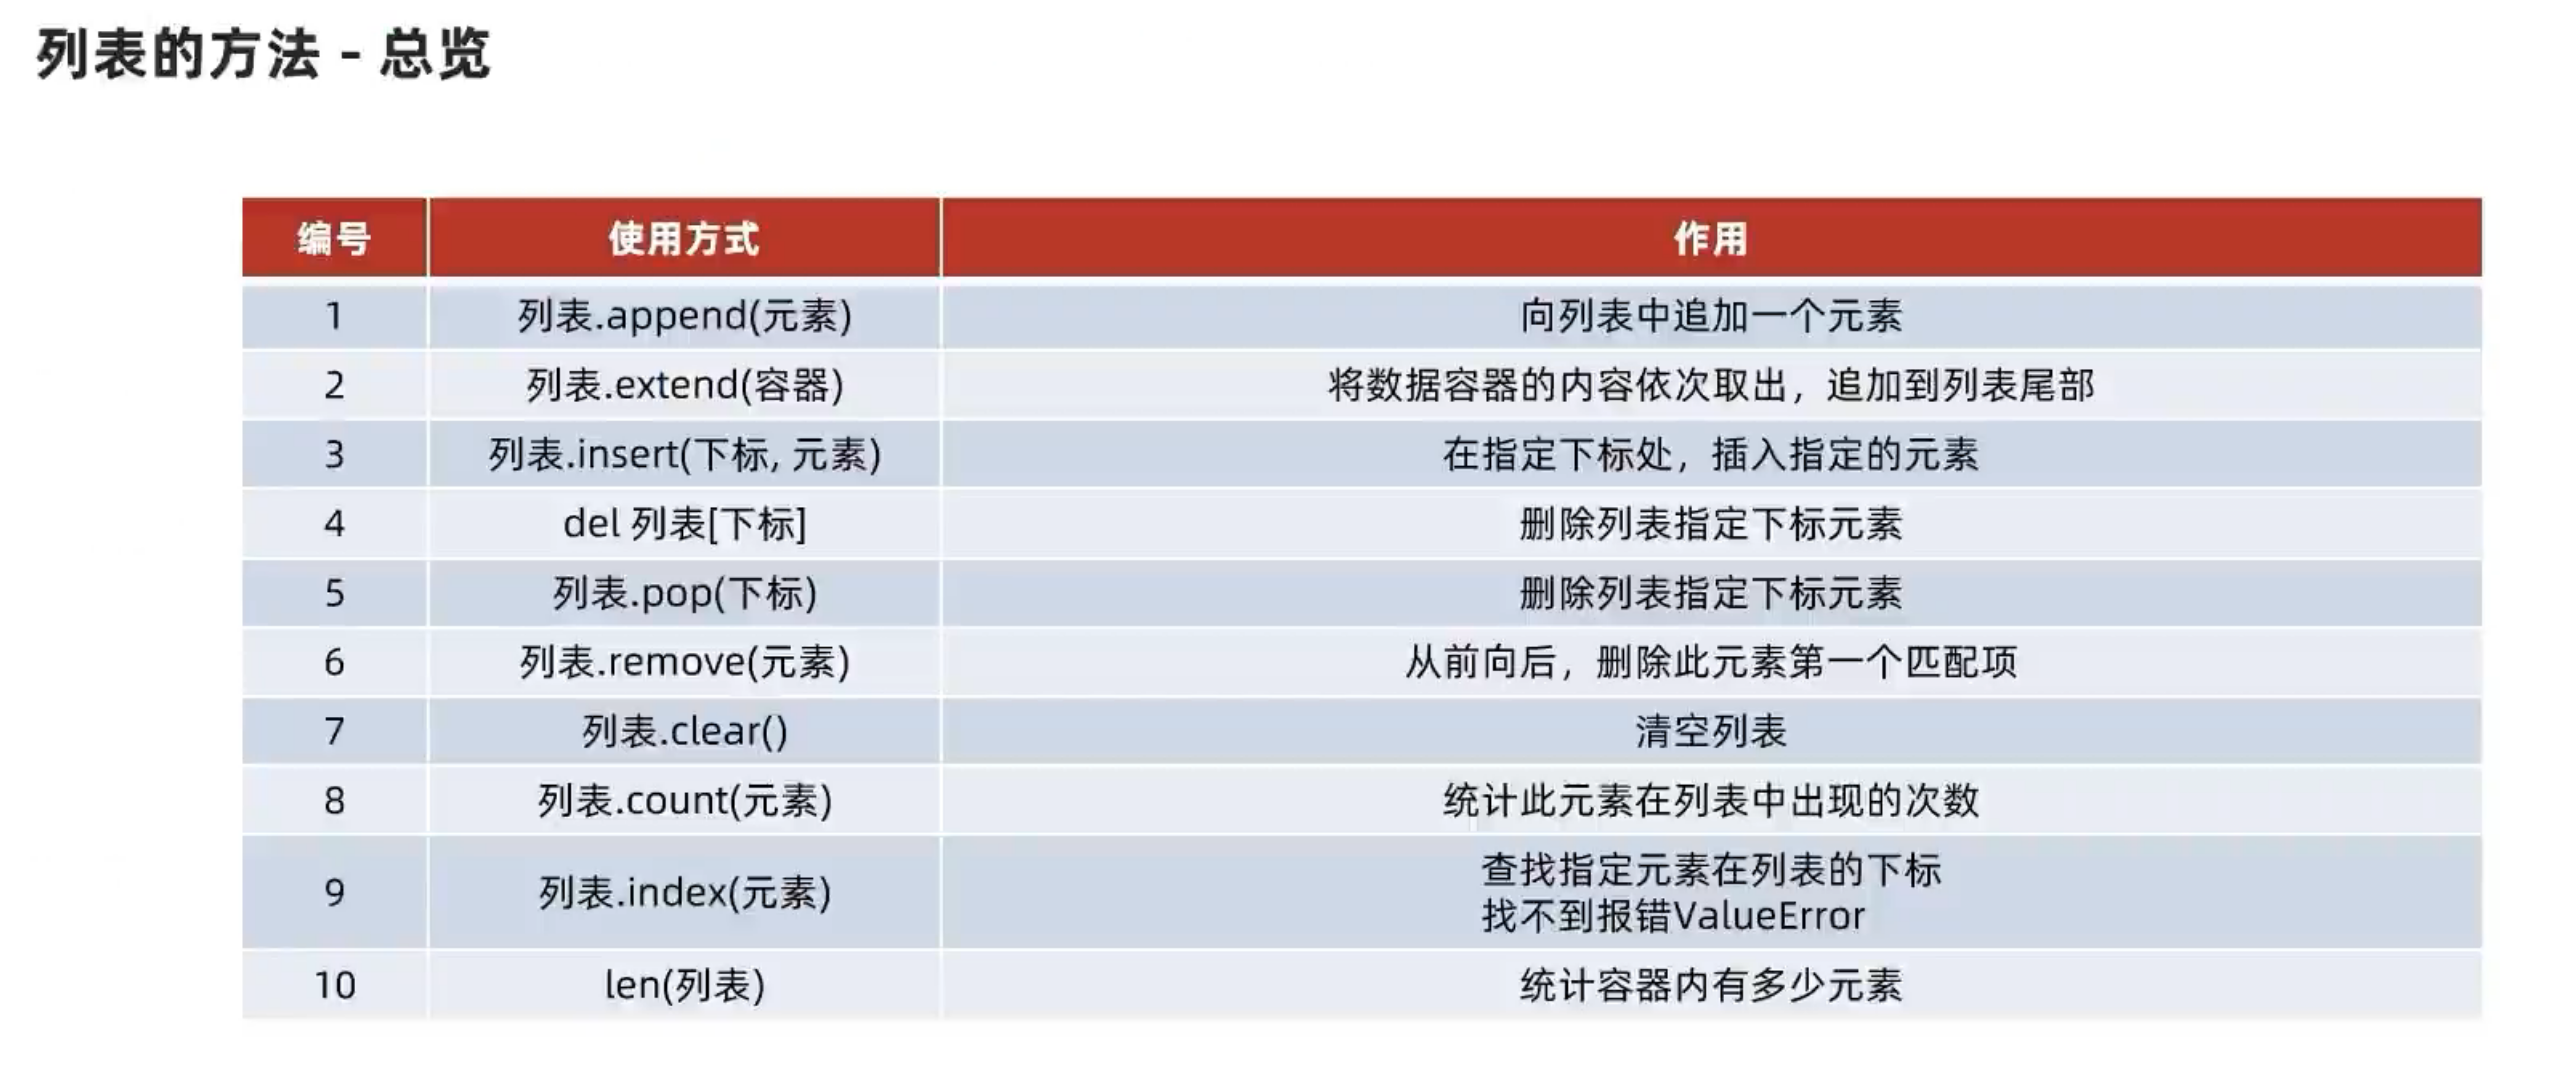 列表的方法 - 总览
编号 使用方式 作用
1 列表.append(元素) 向列表中追加一个元素
2 列表.extend(容器) 将数据容器的内容依次取出，追加到列表尾部
3 列表.insert(下标, 元素) 在指定下标处，插入指定的元素
4 del 列表[下标] 删除列表指定下标元素
5 列表.pop(下标) 删除列表指定下标元素
6 列表.remove(元素) 从前向后，删除此元素第一个匹配项
7 列表.clear() 清空列表
8 列表.count(元素) 统计此元素在列表中出现的次数
9 列表.index(元素) 查找指定元素在列表的下标
找不到报错ValueError
10 len(列表) 统计容器内有多少元素